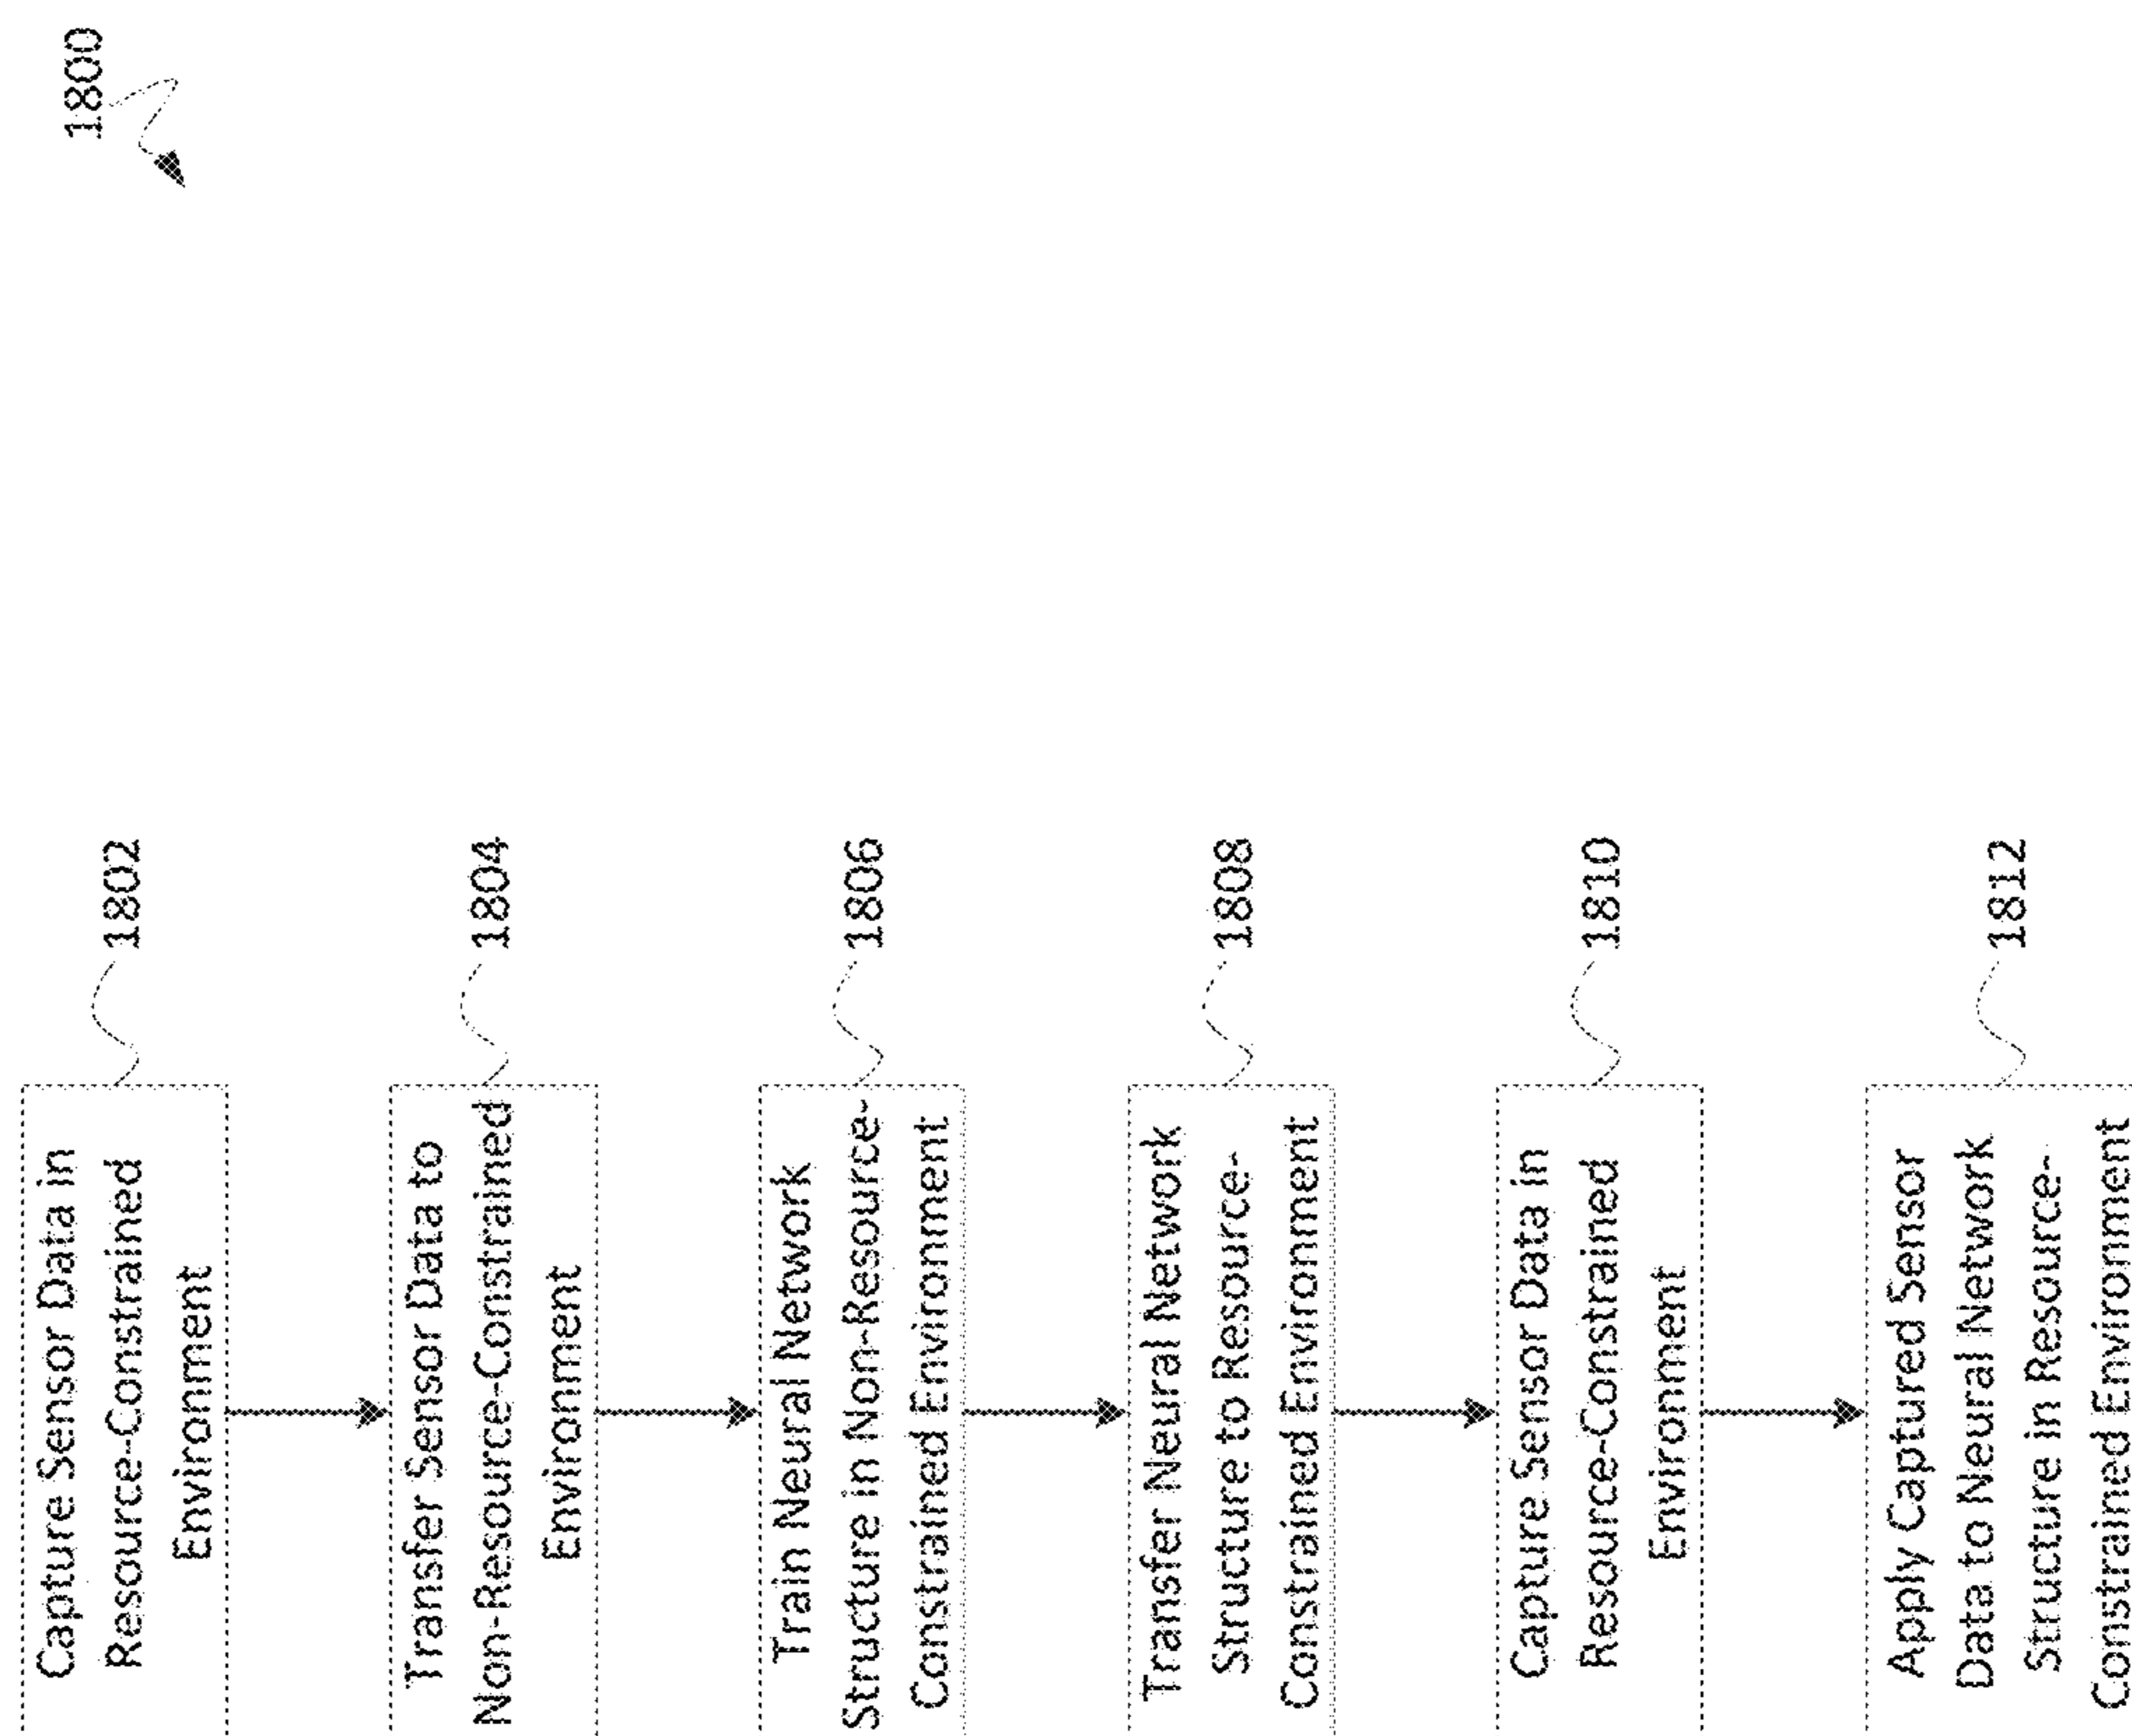 1800
Capture Sensor Data in
Resource-Constrained
Environment
1802
Transfer Sensor Data to
Non-Resource-Constrained
Environment
1804
Train Neural Network
Structure in Non-Resource-
Constrained Environment
1806
Transfer Neural Network
Structure to Resource-
Constrained Environment
1808
Capture Sensor Data in
Resource-Constrained
Environment
1810
Apply Captured Sensor
Data to Neural Network
Structure in Resource-
Constrained Environment
1812